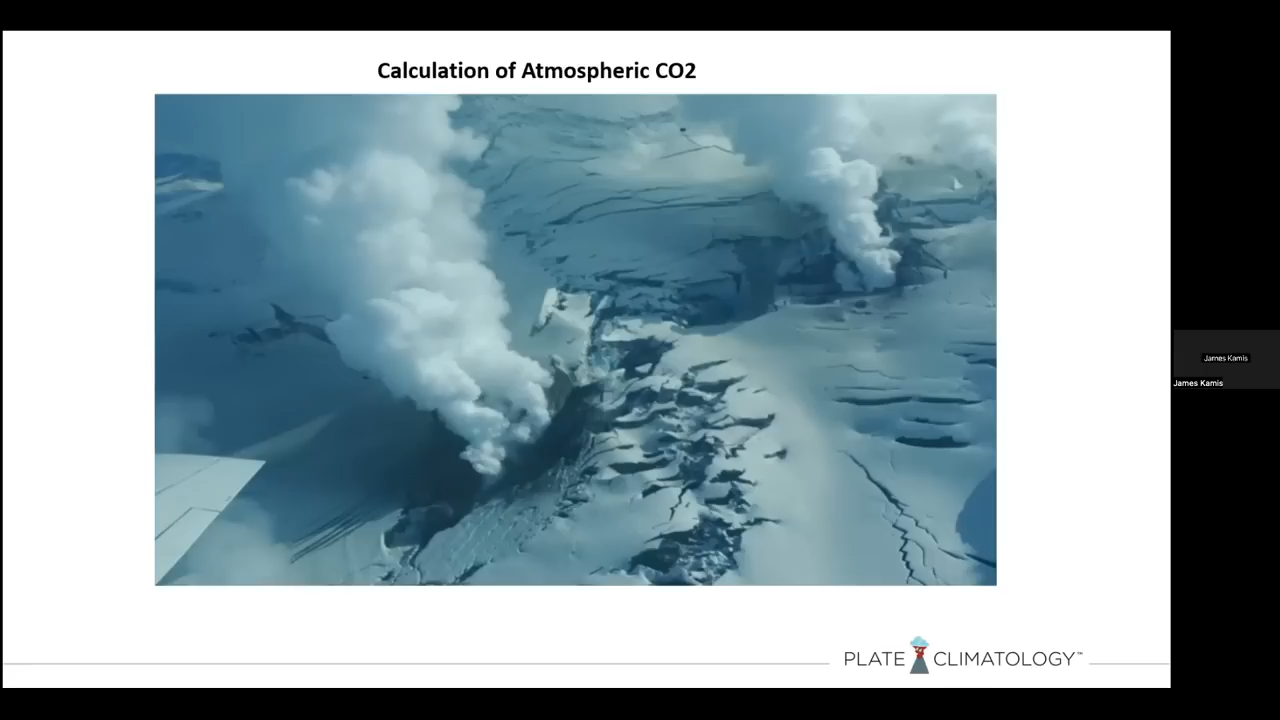 Calculation of Atmospheric CO2
James Kamis
James Kamis
PLATE CLIMATOLOGY™